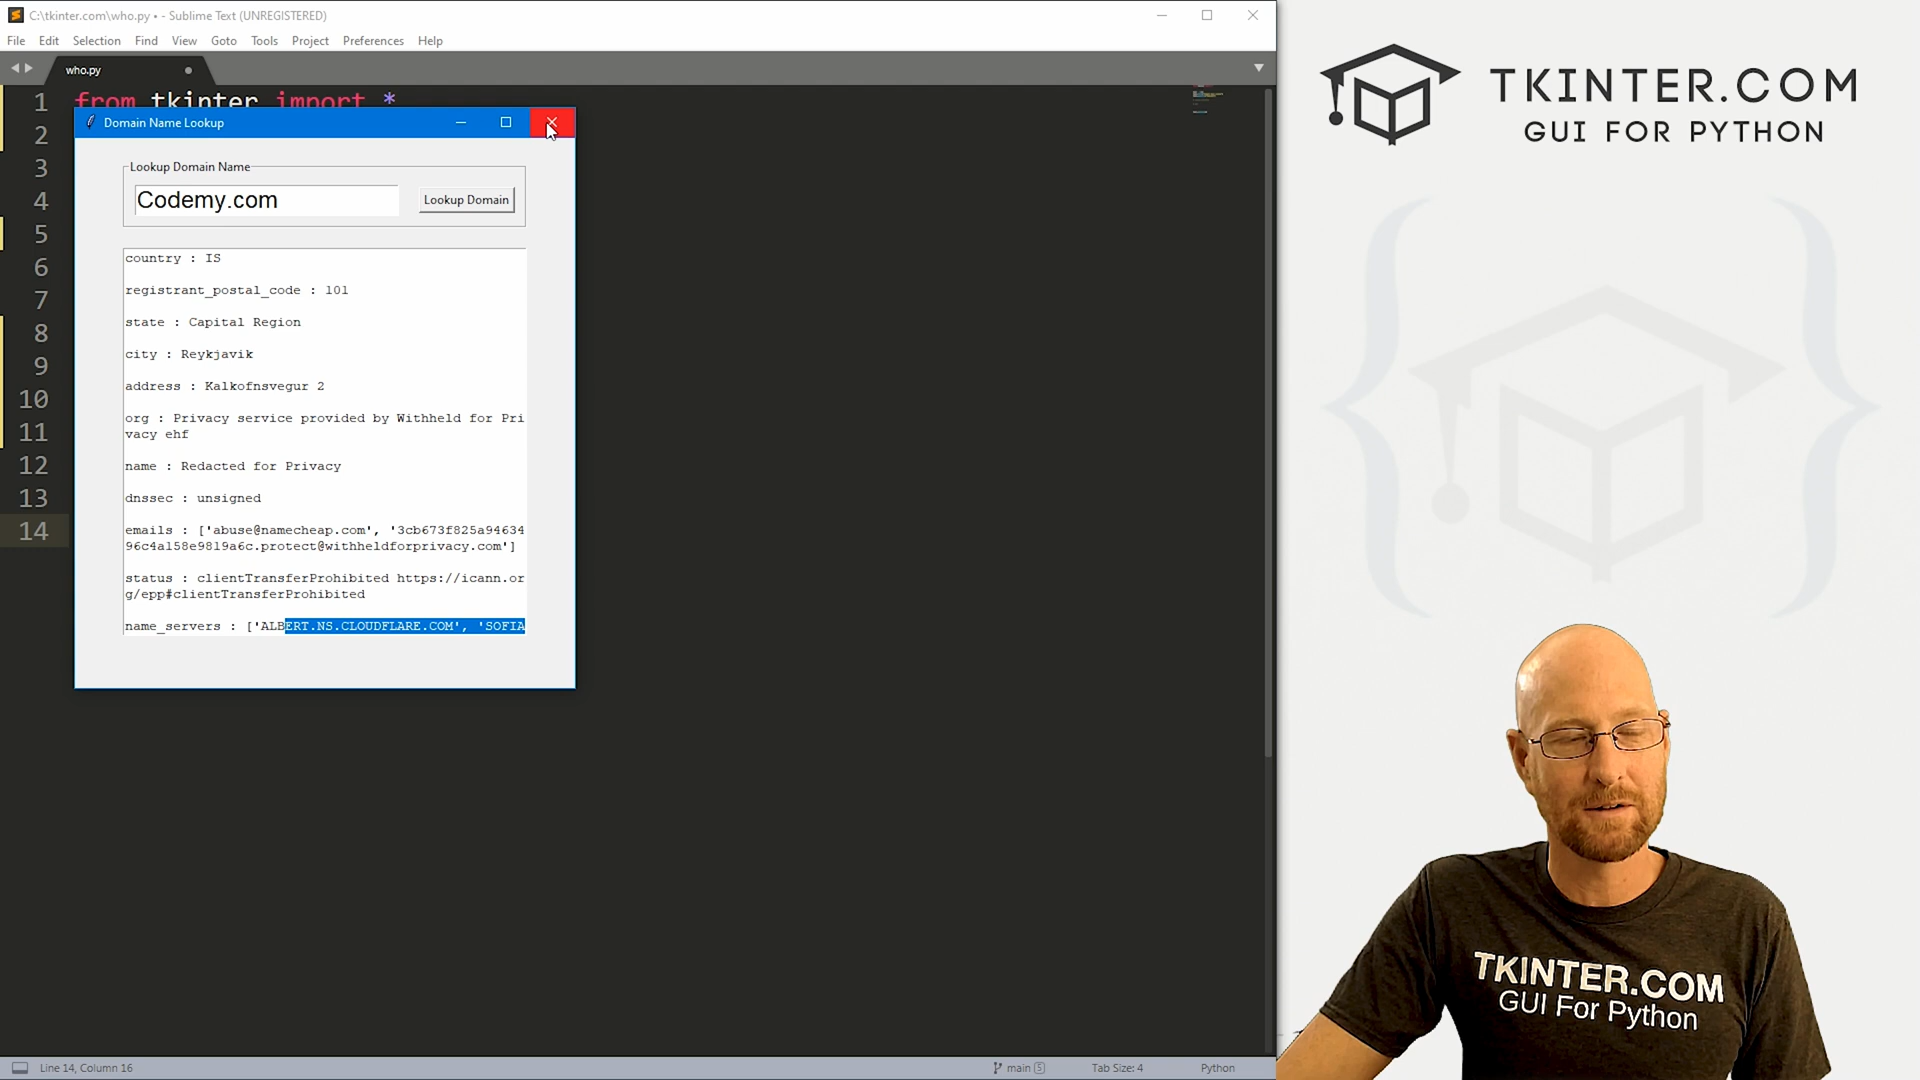 C:\tkinter.com\who.py • - Sublime Text (UNREGISTERED)
File Edit Selection Find View Goto Tools Project Preferences Help
who.py
1 from tkinter import *
2
3
4
5
6
7
8
9
10
11
12
13
14
Domain Name Lookup
Lookup Domain Name
Codemy.com
Lookup Domain
country : IS
registrant_postal_code : 101
state : Capital Region
city : Reykjavik
address : Kalkofnsvegur 2
org : Privacy service provided by Withheld for Pri
vacy ehf
name : Redacted for Privacy
dnssec : unsigned
emails : ['abuse@namecheap.com', '3cb673f825a94634
96c4a158e9819a6c.protect@withheldforprivacy.com']
status : clientTransferProhibited https://icann.or
g/epp#clientTransferProhibited
name_servers : ['ALBERT.NS.CLOUDFLARE.COM', 'SOFIA
Line 14, Column 16
main 5
Tab Size: 4
Python
TKINTER.COM
GUI FOR PYTHON
TKINTER.COM
GUI For Python